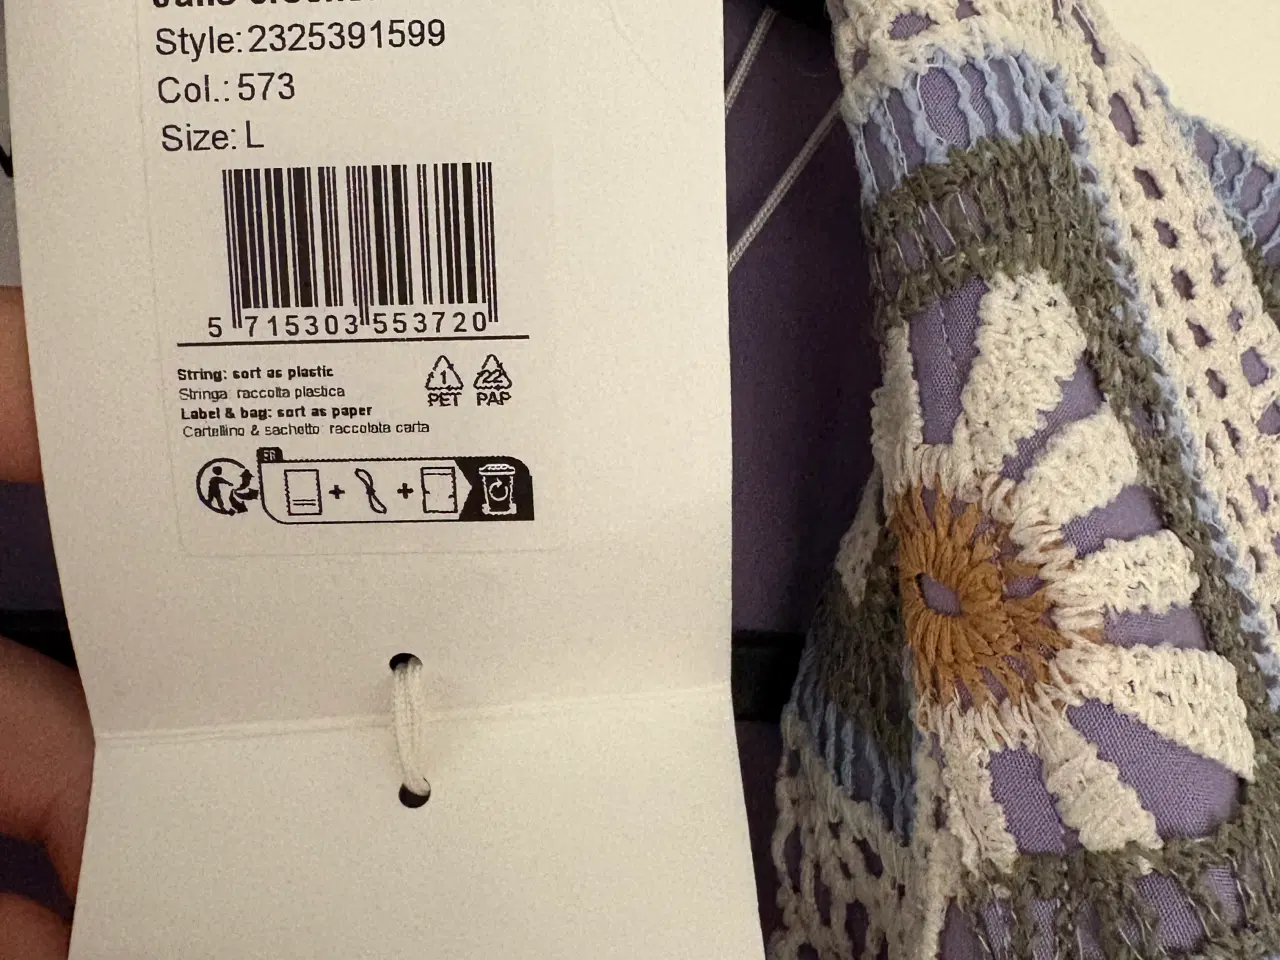 Style: 2325391599
Col.: 573
Size: L
5 715303 553720
String: sort as plastic
Stringa: raccolta plastica
Label & bag: sort as paper
Cartellino & sachetto: raccolata carta
1
PET
22
PAP
FR
+ +